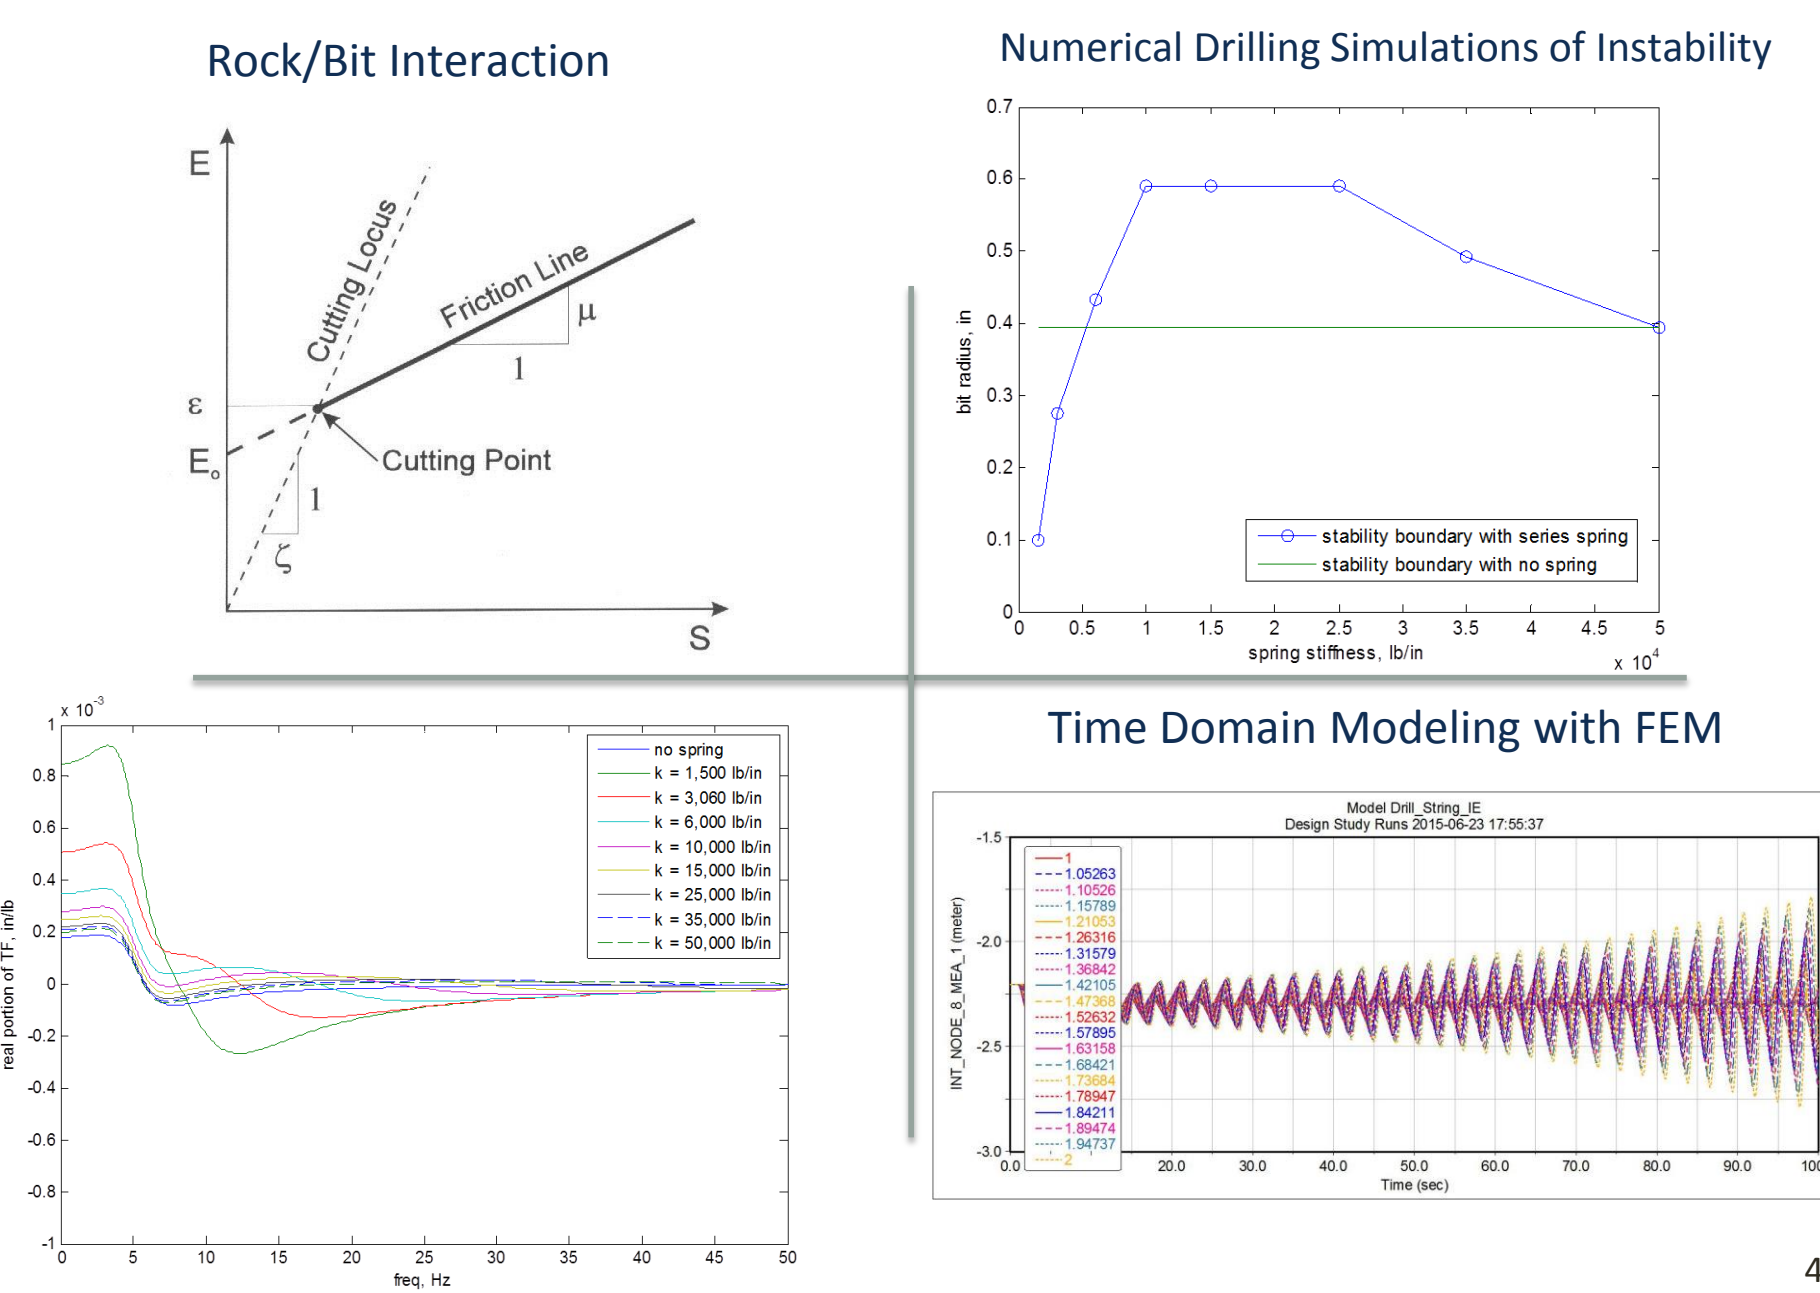 Rock/Bit Interaction
E
Cutting Locus
Friction Line
μ
1
ε
E₀
Cutting Point
1
ζ
S
Numerical Drilling Simulations of Instability
0.7
0.6
0.5
0.4
0.3
0.2
0.1
0
bit radius, in
stability boundary with series spring
stability boundary with no spring
0 0.5 1 1.5 2 2.5 3 3.5 4 4.5 5
spring stiffness, lb/in
x 10⁴
x 10⁻³
1
0.8
0.6
0.4
0.2
0
-0.2
-0.4
-0.6
-0.8
-1
real portion of TF, in/lb
no spring
k = 1,500 lb/in
k = 3,060 lb/in
k = 6,000 lb/in
k = 10,000 lb/in
k = 15,000 lb/in
k = 25,000 lb/in
k = 35,000 lb/in
k = 50,000 lb/in
0 5 10 15 20 25 30 35 40 45 50
freq, Hz
Time Domain Modeling with FEM
Model Drill_String_IE
Design Study Runs 2015-06-23 17:55:37
-1.5
-2.0
-2.5
-3.0
INT_NODE_8_MEA_1 (meter)
1
1.05263
1.10526
1.15789
1.21053
1.26316
1.31579
1.36842
1.42105
1.47368
1.52632
1.57895
1.63158
1.68421
1.73684
1.78947
1.84211
1.89474
1.94737
2
0.0 20.0 30.0 40.0 50.0 60.0 70.0 80.0 90.0 100
Time (sec)
4